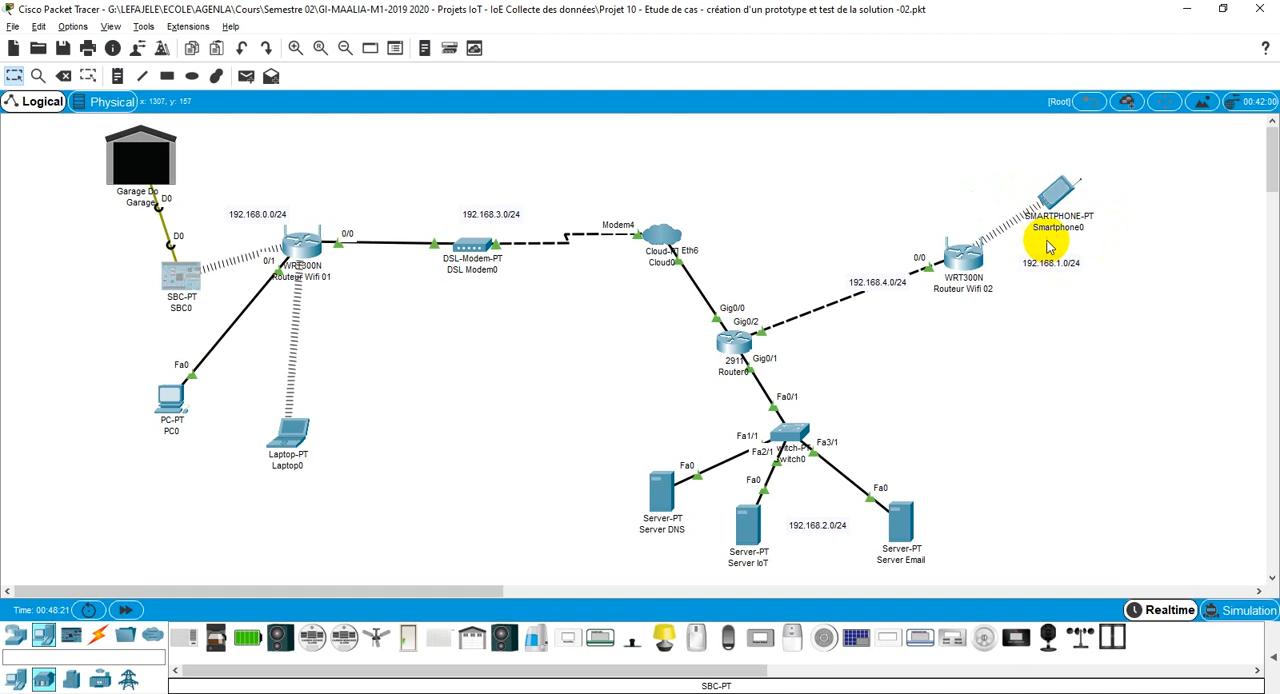 Cisco Packet Tracer - G:\LEFAJELE\ECOLE\AGENLA\Cours\Semestre 02\GI-MAALIA-M1-2019 2020 - Projets IoT - IoE Collecte des données\Projet 10 - Etude de cas - création d'un prototype et test de la solution -02.pkt
File Edit Options View Tools Extensions Help
?
Logical Physical x: 1307, y: 157 [Root] 00:42:00
Garage Do
Garage
D0
D0
SBC-PT
SBC0
192.168.0.0/24
0/0
0/1
WRT300N
Routeur Wifi 01
Fa0
PC-PT
PC0
Laptop-PT
Laptop0
192.168.3.0/24
DSL-Modem-PT
DSL Modem0
Modem4
Eth6
Cloud0
Gig0/0
Gig0/2
2911
Router0
Gig0/1
192.168.4.0/24
0/0
WRT300N
Routeur Wifi 02
SMARTPHONE-PT
Smartphone0
192.168.1.0/24
Fa0/1
Fa1/1
Fa2/1
Fa3/1
witch-PT
witch0
Fa0
Server-PT
Server DNS
Fa0
Server-PT
Server IoT
192.168.2.0/24
Fa0
Server-PT
Server Email
Time: 00:48:21 Realtime Simulation
SBC-PT